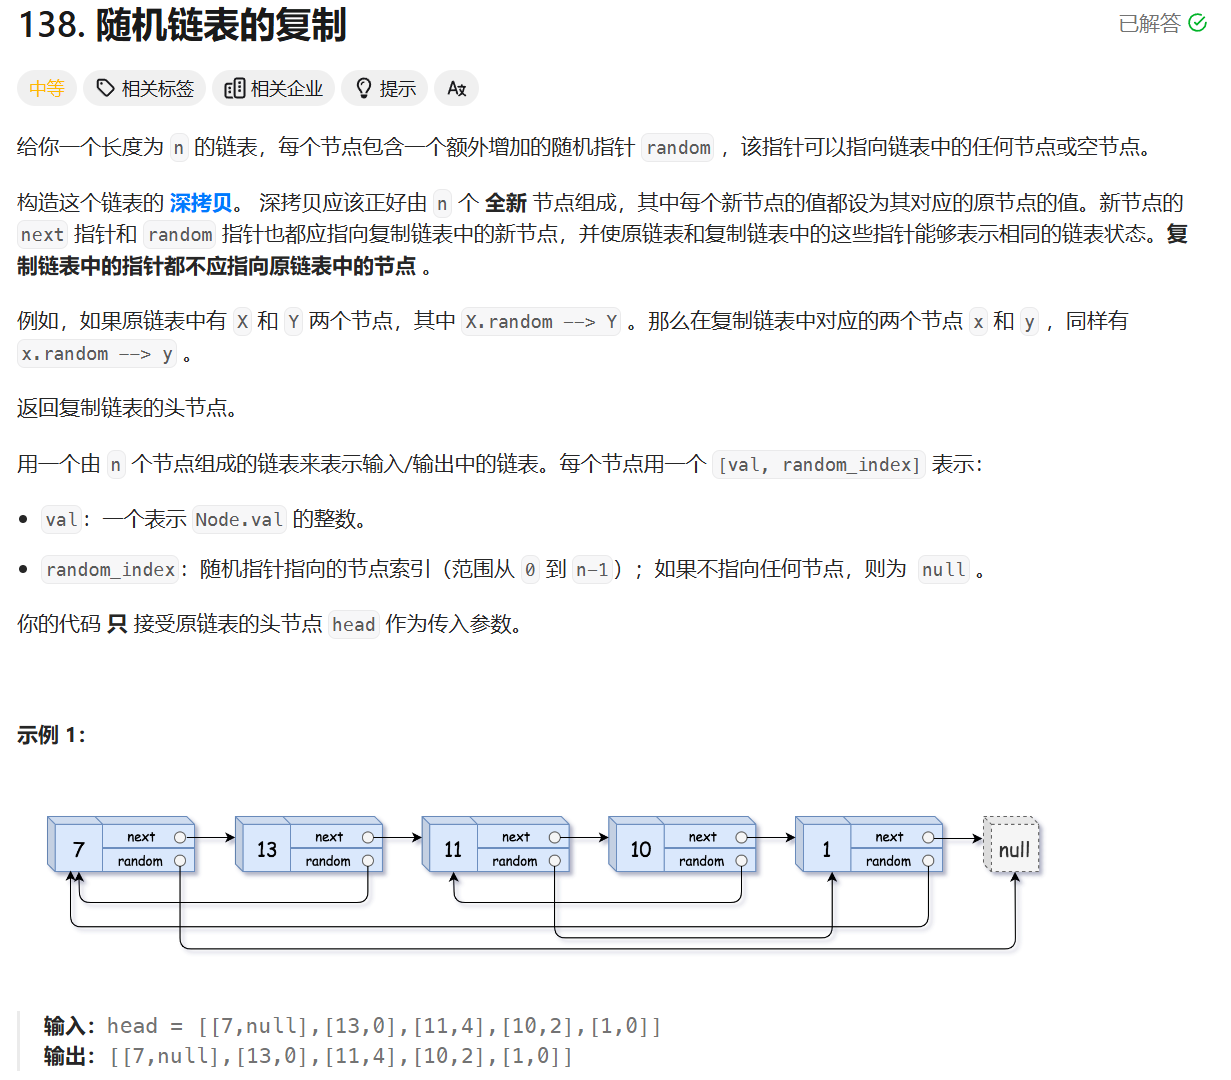 138. 随机链表的复制
已解答
中等 相关标签 相关企业 提示
给你一个长度为 n 的链表，每个节点包含一个额外增加的随机指针 random ，该指针可以指向链表中的任何节点或空节点。
构造这个链表的 深拷贝。 深拷贝应该正好由 n 个 全新 节点组成，其中每个新节点的值都设为其对应的原节点的值。新节点的
next 指针和 random 指针也都应指向复制链表中的新节点，并使原链表和复制链表中的这些指针能够表示相同的链表状态。复
制链表中的指针都不应指向原链表中的节点 。
例如，如果原链表中有 X 和 Y 两个节点，其中 X.random --> Y 。那么在复制链表中对应的两个节点 x 和 y ，同样有
x.random --> y 。
返回复制链表的头节点。
用一个由 n 个节点组成的链表来表示输入/输出中的链表。每个节点用一个 [val, random_index] 表示：
val：一个表示 Node.val 的整数。
random_index：随机指针指向的节点索引（范围从 0 到 n-1）；如果不指向任何节点，则为 null 。
你的代码 只 接受原链表的头节点 head 作为传入参数。
示例 1：
7 next random
13 next random
11 next random
10 next random
1 next random
null
输入：head = [[7,null],[13,0],[11,4],[10,2],[1,0]]
输出：[[7,null],[13,0],[11,4],[10,2],[1,0]]